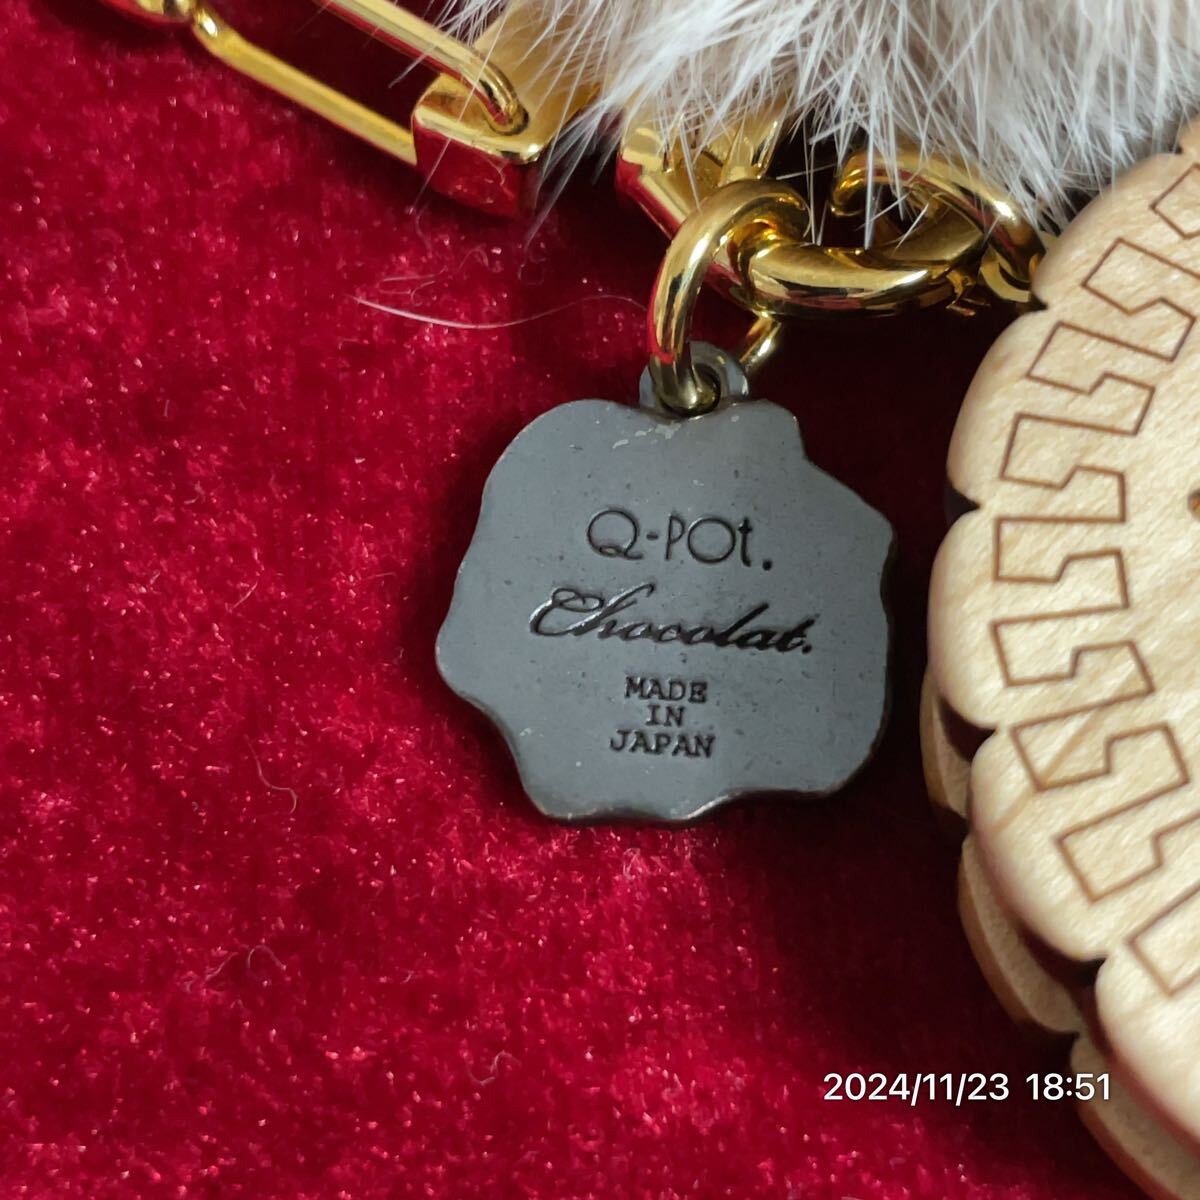 Q-POt.
Chocolat.
MADE
IN
JAPAN
2024/11/23 18:51